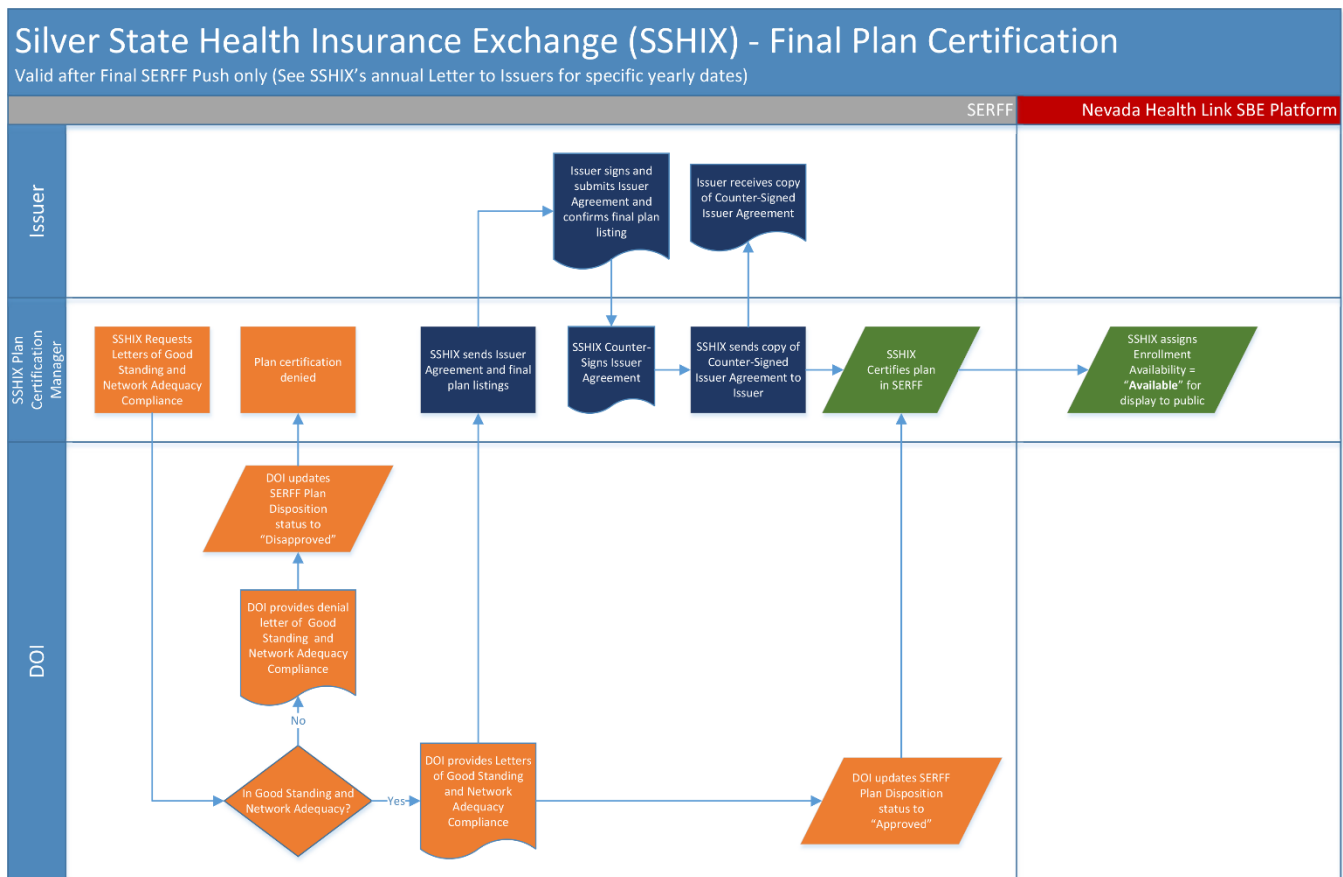 Silver State Health Insurance Exchange (SSHIX) - Final Plan Certification
Valid after Final SERFF Push only (See SSHIX's annual Letter to Issuers for specific yearly dates)
SERFF
Nevada Health Link SBE Platform
Issuer
Issuer signs and
submits Issuer
Agreement and
confirms final plan
listing
Issuer receives copy
of Counter-Signed
Issuer Agreement
SSHIX Plan
Certification
Manager
SSHIX Requests
Letters of Good
Standing and
Network Adequacy
Compliance
Plan certification
denied
SSHIX sends Issuer
Agreement and final
plan listings
SSHIX Counter-
Signs Issuer
Agreement
SSHIX sends copy of
Counter-Signed
Issuer Agreement to
Issuer
SSHIX
Certifies plan
in SERFF
SSHIX assigns
Enrollment
Availability =
“Available” for
display to public
DOI
DOI updates
SERFF Plan
Disposition
status to
“Disapproved”
DOI provides denial
letter of Good
Standing and
Network Adequacy
Compliance
No
In Good Standing and
Network Adequacy?
Yes
DOI provides Letters
of Good Standing
and Network
Adequacy
Compliance
DOI updates SERFF
Plan Disposition
status to
“Approved”